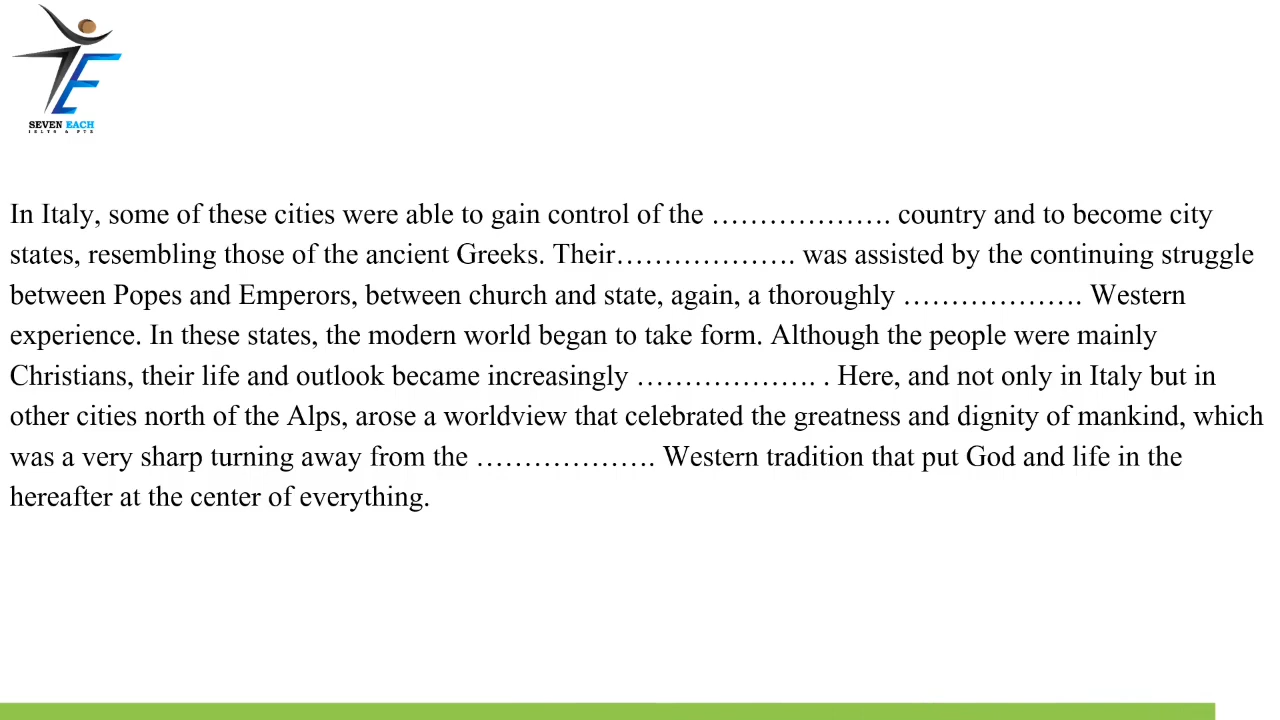 SEVEN EACH
IELTS & PTE
In Italy, some of these cities were able to gain control of the ………………. country and to become city
states, resembling those of the ancient Greeks. Their………………. was assisted by the continuing struggle
between Popes and Emperors, between church and state, again, a thoroughly ………………. Western
experience. In these states, the modern world began to take form. Although the people were mainly
Christians, their life and outlook became increasingly ………………. . Here, and not only in Italy but in
other cities north of the Alps, arose a worldview that celebrated the greatness and dignity of mankind, which
was a very sharp turning away from the ………………. Western tradition that put God and life in the
hereafter at the center of everything.